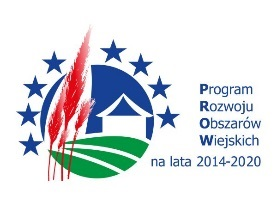 Program
Rozwoju
Obszarów
Wiejskich
na lata 2014-2020